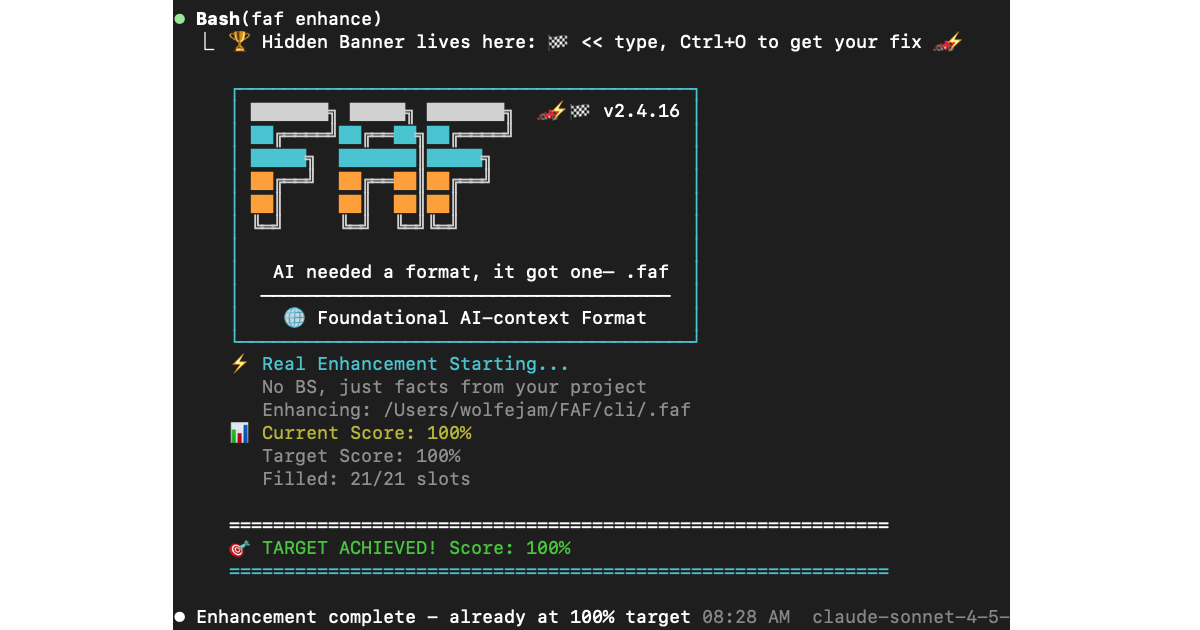 Bash(faf enhance)
Hidden Banner lives here: 🏁 << type, Ctrl+O to get your fix 🏎️⚡
FAF 🏎️⚡🏁 v2.4.16
AI needed a format, it got one— .faf
🌐 Foundational AI-context Format
⚡ Real Enhancement Starting...
No BS, just facts from your project
Enhancing: /Users/wolfejam/FAF/cli/.faf
📊 Current Score: 100%
Target Score: 100%
Filled: 21/21 slots
============================================================
🎯 TARGET ACHIEVED! Score: 100%
============================================================
Enhancement complete - already at 100% target 08:28 AM claude-sonnet-4-5-